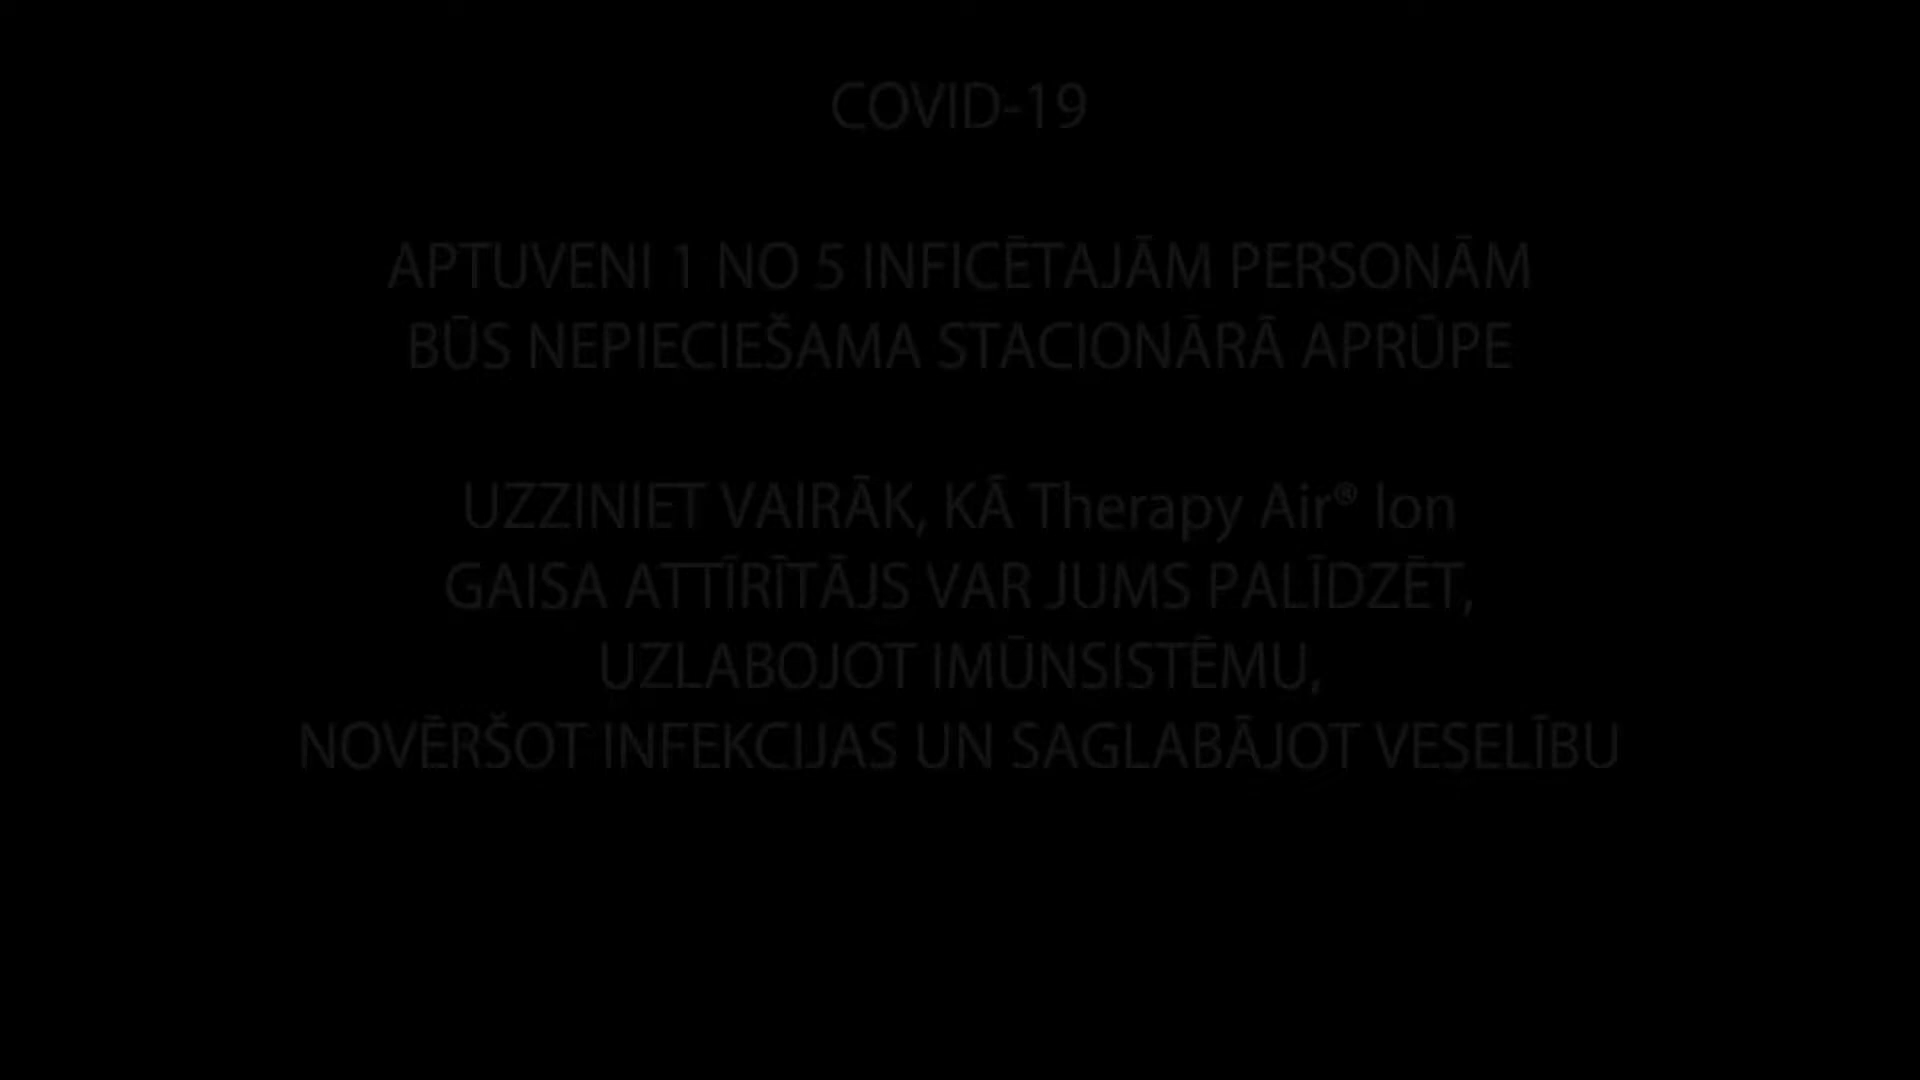 COVID-19
APTUVENI 1 NO 5 INFICĒTAJĀM PERSONĀM
BŪS NEPIECIEŠAMA STACIONĀRĀ APRŪPE
UZZINIET VAIRĀK, KĀ Therapy Air® Ion
GAISA ATTĪRĪTĀJS VAR JUMS PALĪDZĒT,
UZLABOJOT IMŪNSISTĒMU,
NOVĒRŠOT INFEKCIJAS UN SAGLABĀJOT VESELĪBU